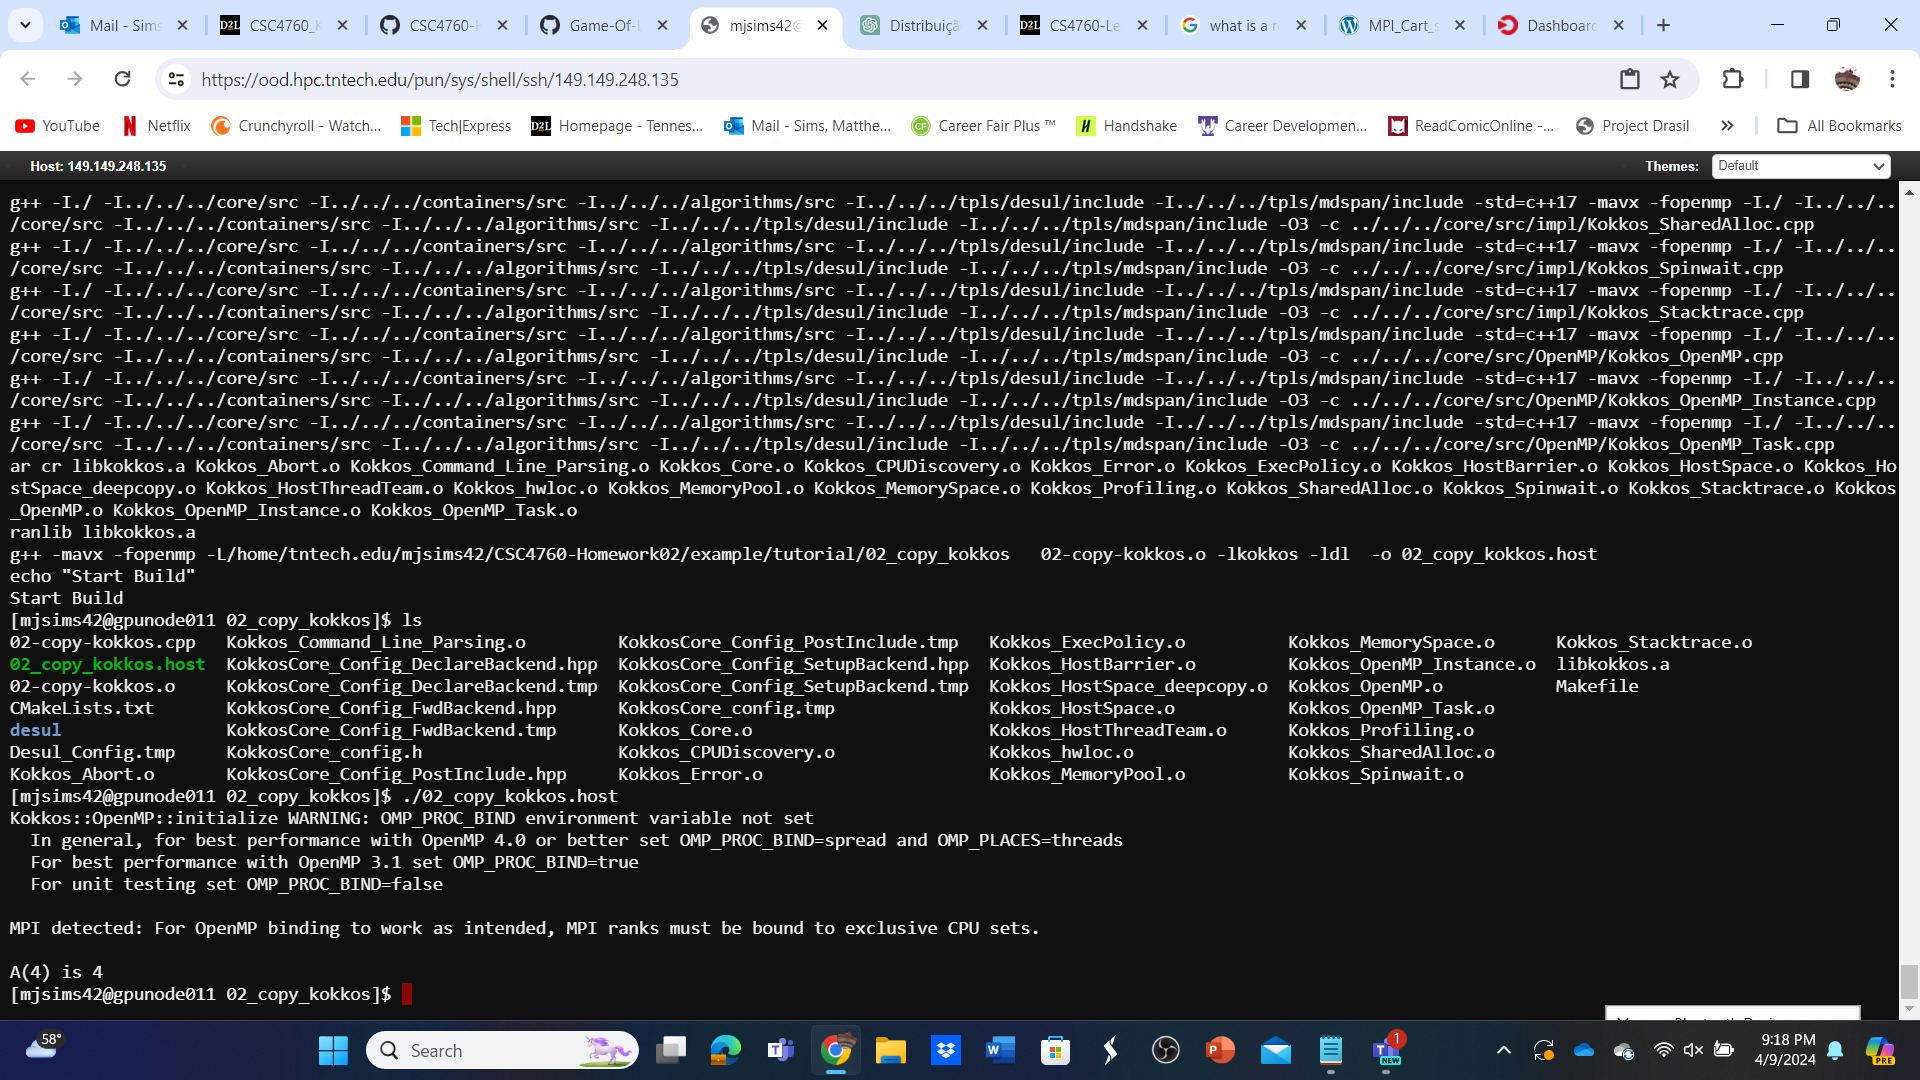 Mail - Sims
CSC4760_K
CSC4760-H
Game-Of-L
mjsims42@
Distribuiçã
CS4760-Le
what is a r
MPI_Cart_s
Dashboard
https://ood.hpc.tntech.edu/pun/sys/shell/ssh/149.149.248.135
YouTube
Netflix
Crunchyroll - Watch...
Tech|Express
Homepage - Tennes...
Mail - Sims, Matthe...
Career Fair Plus ™
Handshake
Career Developmen...
ReadComicOnline -...
Project Drasil
All Bookmarks
Host: 149.149.248.135
Themes:
Default
g++ -I./ -I../../../core/src -I../../../containers/src -I../../../algorithms/src -I../../../tpls/desul/include -I../../../tpls/mdspan/include -std=c++17 -mavx -fopenmp -I./ -I../../..
/core/src -I../../../containers/src -I../../../algorithms/src -I../../../tpls/desul/include -I../../../tpls/mdspan/include -O3 -c ../../../core/src/impl/Kokkos_SharedAlloc.cpp
g++ -I./ -I../../../core/src -I../../../containers/src -I../../../algorithms/src -I../../../tpls/desul/include -I../../../tpls/mdspan/include -std=c++17 -mavx -fopenmp -I./ -I../../..
/core/src -I../../../containers/src -I../../../algorithms/src -I../../../tpls/desul/include -I../../../tpls/mdspan/include -O3 -c ../../../core/src/impl/Kokkos_Spinwait.cpp
g++ -I./ -I../../../core/src -I../../../containers/src -I../../../algorithms/src -I../../../tpls/desul/include -I../../../tpls/mdspan/include -std=c++17 -mavx -fopenmp -I./ -I../../..
/core/src -I../../../containers/src -I../../../algorithms/src -I../../../tpls/desul/include -I../../../tpls/mdspan/include -O3 -c ../../../core/src/impl/Kokkos_Stacktrace.cpp
g++ -I./ -I../../../core/src -I../../../containers/src -I../../../algorithms/src -I../../../tpls/desul/include -I../../../tpls/mdspan/include -std=c++17 -mavx -fopenmp -I./ -I../../..
/core/src -I../../../containers/src -I../../../algorithms/src -I../../../tpls/desul/include -I../../../tpls/mdspan/include -O3 -c ../../../core/src/OpenMP/Kokkos_OpenMP.cpp
g++ -I./ -I../../../core/src -I../../../containers/src -I../../../algorithms/src -I../../../tpls/desul/include -I../../../tpls/mdspan/include -std=c++17 -mavx -fopenmp -I./ -I../../..
/core/src -I../../../containers/src -I../../../algorithms/src -I../../../tpls/desul/include -I../../../tpls/mdspan/include -O3 -c ../../../core/src/OpenMP/Kokkos_OpenMP_Instance.cpp
g++ -I./ -I../../../core/src -I../../../containers/src -I../../../algorithms/src -I../../../tpls/desul/include -I../../../tpls/mdspan/include -std=c++17 -mavx -fopenmp -I./ -I../../..
/core/src -I../../../containers/src -I../../../algorithms/src -I../../../tpls/desul/include -I../../../tpls/mdspan/include -O3 -c ../../../core/src/OpenMP/Kokkos_OpenMP_Task.cpp
ar cr libkokkos.a Kokkos_Abort.o Kokkos_Command_Line_Parsing.o Kokkos_Core.o Kokkos_CPUDiscovery.o Kokkos_Error.o Kokkos_ExecPolicy.o Kokkos_HostBarrier.o Kokkos_HostSpace.o Kokkos_Ho
stSpace_deepcopy.o Kokkos_HostThreadTeam.o Kokkos_hwloc.o Kokkos_MemoryPool.o Kokkos_MemorySpace.o Kokkos_Profiling.o Kokkos_SharedAlloc.o Kokkos_Spinwait.o Kokkos_Stacktrace.o Kokkos
_OpenMP.o Kokkos_OpenMP_Instance.o Kokkos_OpenMP_Task.o
ranlib libkokkos.a
g++ -mavx -fopenmp -L/home/tntech.edu/mjsims42/CSC4760-Homework02/example/tutorial/02_copy_kokkos   02-copy-kokkos.o -lkokkos -ldl  -o 02_copy_kokkos.host
echo "Start Build"
Start Build
[mjsims42@gpunode011 02_copy_kokkos]$ ls
02-copy-kokkos.cpp Kokkos_Command_Line_Parsing.o KokkosCore_Config_PostInclude.tmp Kokkos_ExecPolicy.o Kokkos_MemorySpace.o Kokkos_Stacktrace.o
02_copy_kokkos.host KokkosCore_Config_DeclareBackend.hpp KokkosCore_Config_SetupBackend.hpp Kokkos_HostBarrier.o Kokkos_OpenMP_Instance.o libkokkos.a
02-copy-kokkos.o KokkosCore_Config_DeclareBackend.tmp KokkosCore_Config_SetupBackend.tmp Kokkos_HostSpace_deepcopy.o Kokkos_OpenMP.o Makefile
CMakeLists.txt KokkosCore_Config_FwdBackend.hpp KokkosCore_config.tmp Kokkos_HostSpace.o Kokkos_OpenMP_Task.o
desul KokkosCore_Config_FwdBackend.tmp Kokkos_Core.o Kokkos_HostThreadTeam.o Kokkos_Profiling.o
Desul_Config.tmp KokkosCore_config.h Kokkos_CPUDiscovery.o Kokkos_hwloc.o Kokkos_SharedAlloc.o
Kokkos_Abort.o KokkosCore_Config_PostInclude.hpp Kokkos_Error.o Kokkos_MemoryPool.o Kokkos_Spinwait.o
[mjsims42@gpunode011 02_copy_kokkos]$ ./02_copy_kokkos.host
Kokkos::OpenMP::initialize WARNING: OMP_PROC_BIND environment variable not set
  In general, for best performance with OpenMP 4.0 or better set OMP_PROC_BIND=spread and OMP_PLACES=threads
  For best performance with OpenMP 3.1 set OMP_PROC_BIND=true
  For unit testing set OMP_PROC_BIND=false
MPI detected: For OpenMP binding to work as intended, MPI ranks must be bound to exclusive CPU sets.
A(4) is 4
[mjsims42@gpunode011 02_copy_kokkos]$
58°
Search
1
NEW
9:18 PM
4/9/2024
PRE